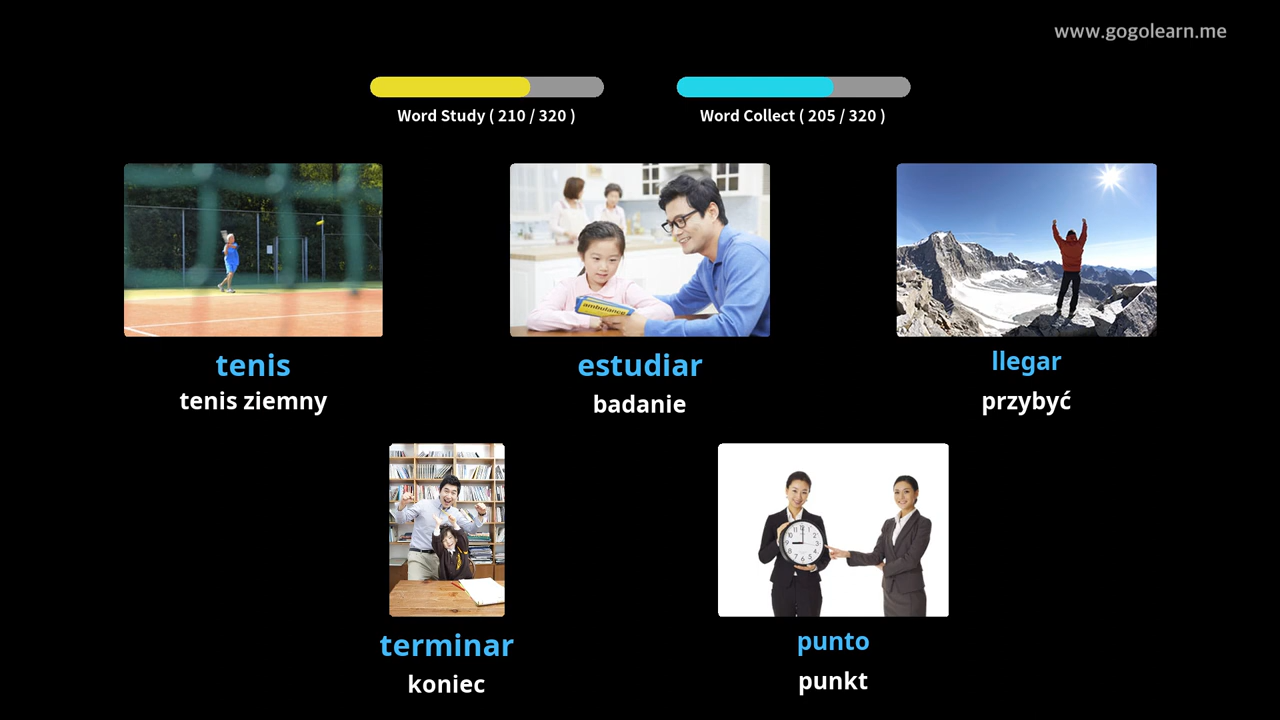 www.gogolearn.me
Word Study ( 210 / 320 )
Word Collect ( 205 / 320 )
ambulance
tenis
tenis ziemny
estudiar
badanie
llegar
przybyć
terminar
koniec
punto
punkt